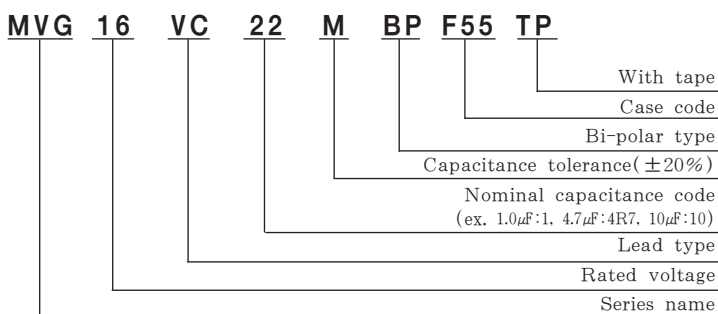 MVG 16 VC 22 M BP F55 TP
With tape
Case code
Bi-polar type
Capacitance tolerance(±20%)
Nominal capacitance code
(ex. 1.0μF:1, 4.7μF:4R7, 10μF:10)
Lead type
Rated voltage
Series name